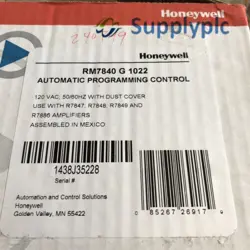 Honeywell
Supplypic
Honeywell
RM7840 G 1022
AUTOMATIC PROGRAMMING CONTROL
120 VAC, 50/60HZ WITH DUST COVER
USE WITH R7847, R7848, R7849 AND
R7886 AMPLIFIERS
ASSEMBLED IN MEXICO
1438J35228
Serial #
Automation and Control Solutions
Honeywell
Golden Valley, MN 55422
0 85267 26917 9